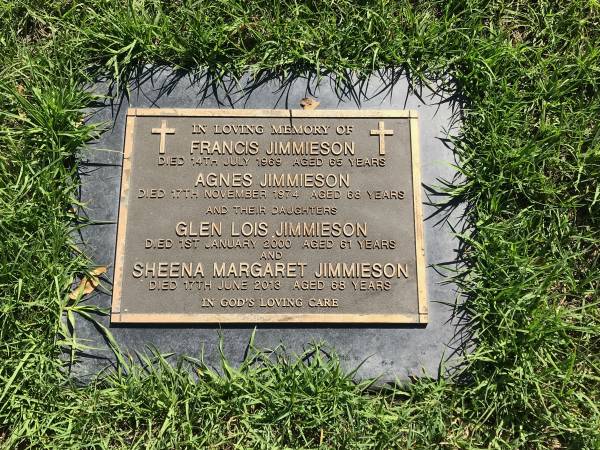 IN LOVING MEMORY OF
FRANCIS JIMMIESON
DIED 14TH JULY 1969 AGED 65 YEARS
AGNES JIMMIESON
DIED 17TH NOVEMBER 1974 AGED 68 YEARS
AND THEIR DAUGHTERS
GLEN LOIS JIMMIESON
DIED 1ST JANUARY 2000 AGED 61 YEARS
AND
SHEENA MARGARET JIMMIESON
DIED 17TH JUNE 2013 AGED 68 YEARS
IN GOD'S LOVING CARE